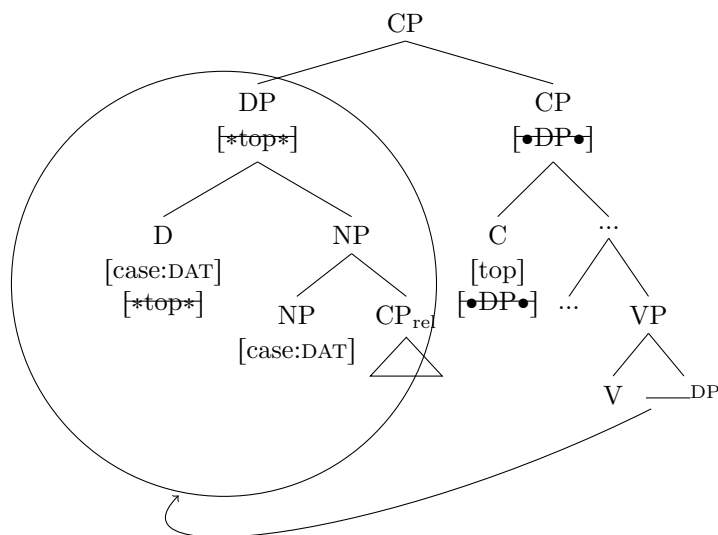 CP
DP CP
[∗top∗] [•DP•]
D NP C ...
[case:DAT] [top]
[∗top∗] NP CPrel [•DP•] ... VP
[case:DAT]
V DP